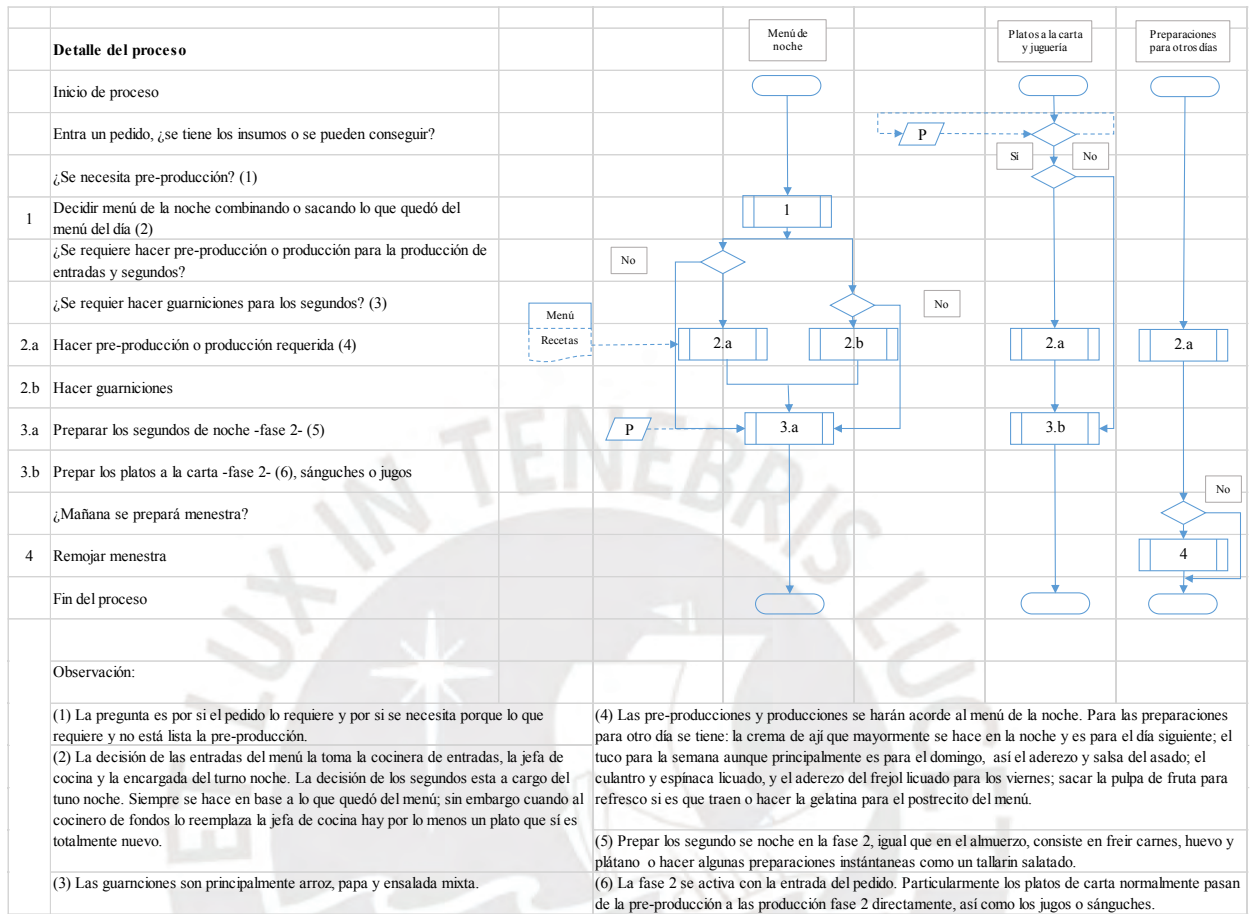 Menú de
noche
Platos a la carta
y juguería
Preparaciones
para otros días
Detalle del proceso
Inicio de proceso
Entra un pedido, ¿se tiene los insumos o se pueden conseguir?
P
Si
No
¿Se necesita pre-producción? (1)
1
Decidir menú de la noche combinando o sacando lo que quedó del
menú del día (2)
1
¿Se requiere hacer pre-producción o producción para la producción de
entradas y segundos?
No
¿Se requier hacer guarniciones para los segundos? (3)
No
Menú
Recetas
2.a
Hacer pre-producción o producción requerida (4)
2.a
2.b
2.a
2.a
2.b
Hacer guarniciones
3.a
Preparar los segundos de noche -fase 2- (5)
P
3.a
3.b
3.b
Prepar los platos a la carta -fase 2- (6), sánguches o jugos
No
¿Mañana se prepará menestra?
4
Remojar menestra
4
Fin del proceso
Observación:
(1) La pregunta es por si el pedido lo requiere y por si se necesita porque lo que
requiere y no está lista la pre-producción.
(2) La decisión de las entradas del menú la toma la cocinera de entradas, la jefa de
cocina y la encargada del turno noche. La decisión de los segundos esta a cargo del
tuno noche. Siempre se hace en base a lo que quedó del menú; sin embargo cuando al
cocinero de fondos lo reemplaza la jefa de cocina hay por lo menos un plato que sí es
totalmente nuevo.
(3) Las guarnciones son principalmente arroz, papa y ensalada mixta.
(4) Las pre-producciones y producciones se harán acorde al menú de la noche. Para las preparaciones
para otro día se tiene: la crema de ají que mayormente se hace en la noche y es para el día siguiente; el
tuco para la semana aunque principalmente es para el domingo, así el aderezo y salsa del asado; el
culantro y espínaca licuado, y el aderezo del frejol licuado para los viernes; sacar la pulpa de fruta para
refresco si es que traen o hacer la gelatina para el postrecito del menú.
(5) Prepar los segundo se noche en la fase 2, igual que en el almuerzo, consiste en freir carnes, huevo y
plátano o hacer algunas preparaciones instántaneas como un tallarin salatado.
(6) La fase 2 se activa con la entrada del pedido. Particularmente los platos de carta normalmente pasan
de la pre-producción a las producción fase 2 directamente, así como los jugos o sánguches.
ET LUX IN TENEBRIS LUCET